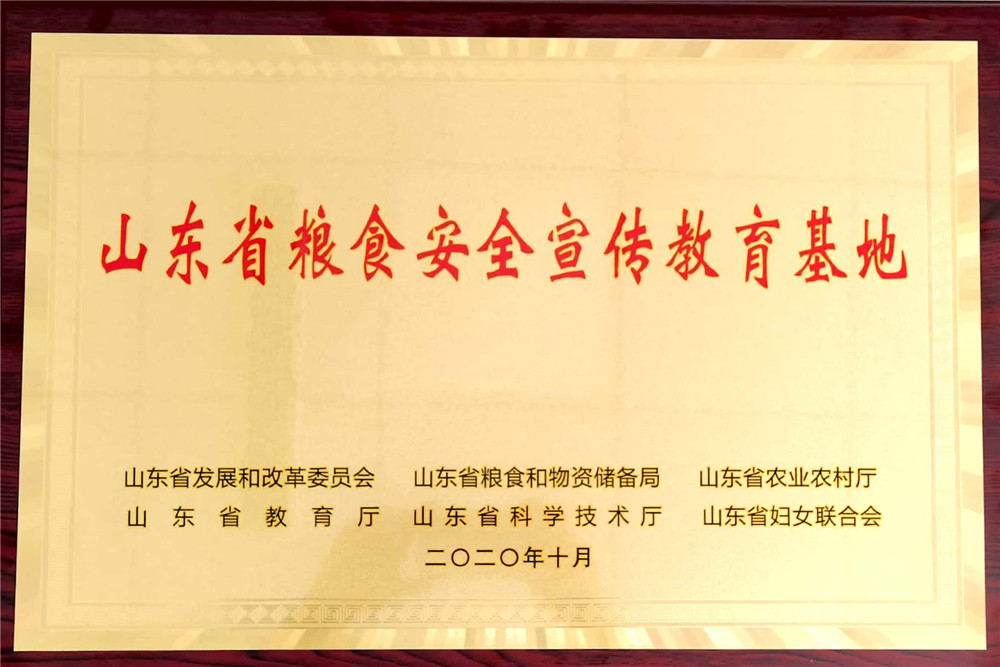 山东省粮食安全宣传教育基地
山东省发展和改革委员会 山东省粮食和物资储备局 山东省农业农村厅
山东省教育厅 山东省科学技术厅 山东省妇女联合会
二〇二〇年十月